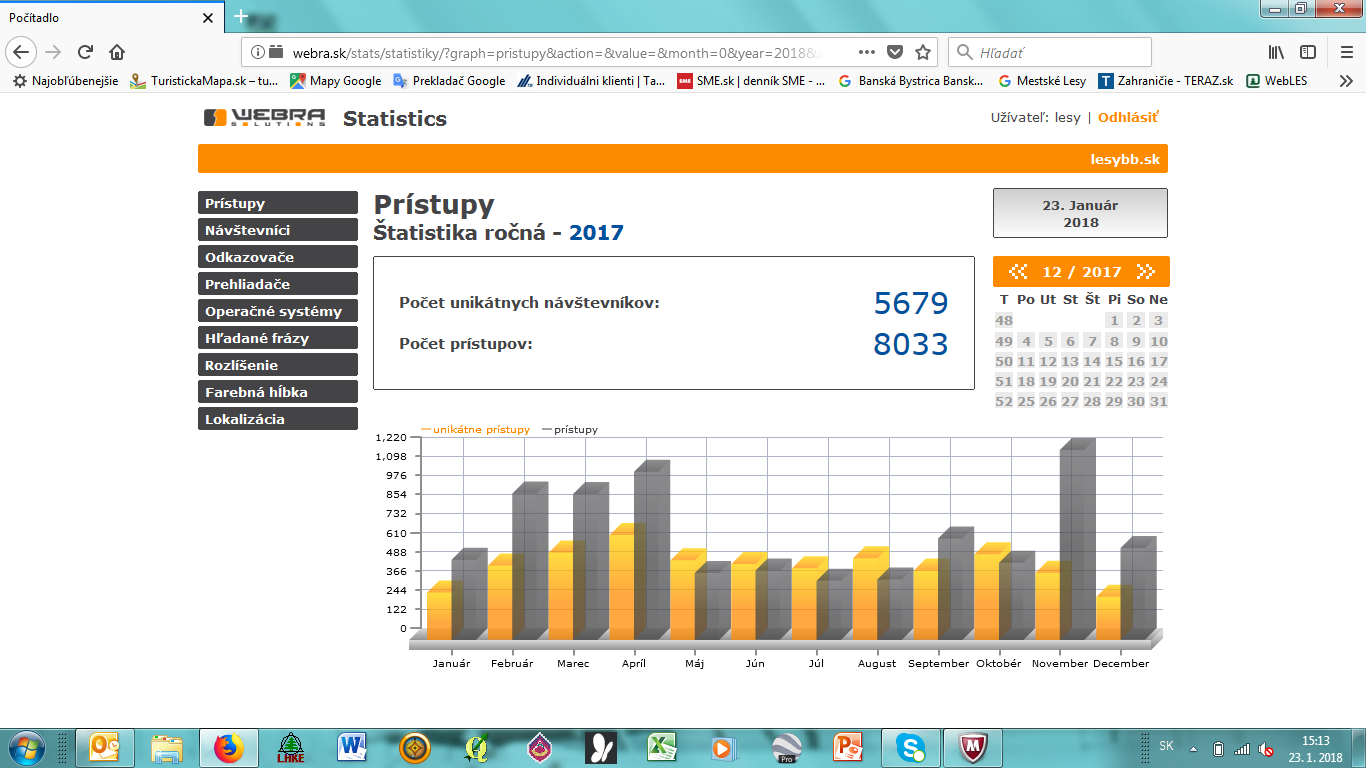 Počítadlo
webra.sk/stats/statistiky/?graph=pristupy&action=&value=&month=0&year=2018&
Hľadať
Najobľúbenejšie
TuristickaMapa.sk – tu...
Mapy Google
Prekladač Google
Individuálni klienti | Ta...
SME.sk | denník SME - ...
Banská Bystrica Bansk...
Mestské Lesy
Zahraničie - TERAZ.sk
WebLES
WEBRA SOLUTIONS Statistics
Užívateľ: lesy | Odhlásiť
lesybb.sk
Prístupy
Návštevníci
Odkazovače
Prehliadače
Operačné systémy
Hľadané frázy
Rozlíšenie
Farebná hĺbka
Lokalizácia
Prístupy
Štatistika ročná - 2017
Počet unikátnych návštevníkov: 5679
Počet prístupov: 8033
23. Január
2018
12 / 2017
T Po Ut St Št Pi So Ne
48 1 2 3
49 4 5 6 7 8 9 10
50 11 12 13 14 15 16 17
51 18 19 20 21 22 23 24
52 25 26 27 28 29 30 31
unikátne prístupy prístupy
1,220
1,098
976
854
732
610
488
366
244
122
0
Január Február Marec Apríl Máj Jún Júl August September Október November December
LAKE
Pro
SK
15:13
23. 1. 2018